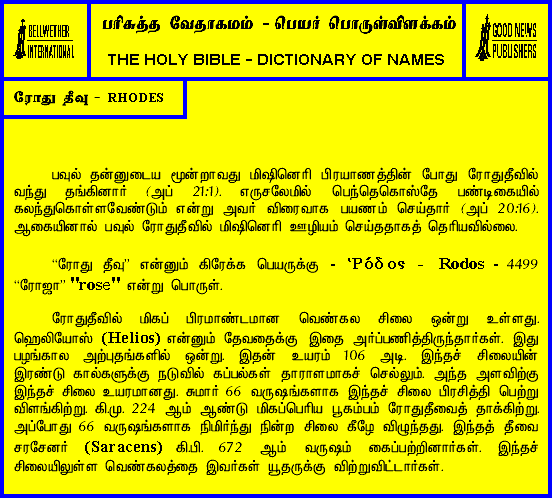 BELLWETHER
INTERNATIONAL
பரிசுத்த வேதாகமம் - பெயர் பொருள்விளக்கம்
THE HOLY BIBLE - DICTIONARY OF NAMES
GOOD NEWS
PUBLISHERS
ரோது தீவு - RHODES
பவுல் தன்னுடைய மூன்றாவது மிஷினெரி பிரயாணத்தின் போது ரோதுதீவில்
வந்து தங்கினார் (அப் 21:1). எருசலேமில் பெந்தெகொஸ்தே பண்டிகையில்
கலந்துகொள்ளவேண்டும் என்று அவர் விரைவாக பயணம் செய்தார் (அப் 20:16).
ஆகையினால் பவுல் ரோதுதீவில் மிஷினெரி ஊழியம் செய்ததாகத் தெரியவில்லை.
“ரோது தீவு” என்னும் கிரேக்க பெயருக்கு - ‘Ρόδος - Rodos - 4499
“ரோஜா” "rose" என்று பொருள்.
ரோதுதீவில் மிகப் பிரமாண்டமான வெண்கல சிலை ஒன்று உள்ளது.
ஹெலியோஸ் (Helios) என்னும் தேவதைக்கு இதை அர்ப்பணித்திருந்தார்கள். இது
பழங்கால அற்புதங்களில் ஒன்று. இதன் உயரம் 106 அடி. இந்தச் சிலையின்
இரண்டு கால்களுக்கு நடுவில் கப்பல்கள் தாராளமாகச் செல்லும். அந்த அளவிற்கு
இந்தச் சிலை உயரமானது. சுமார் 66 வருஷங்களாக இந்தச் சிலை பிரசித்தி பெற்று
விளங்கிற்று. கி.மு. 224 ஆம் ஆண்டு மிகப்பெரிய பூகம்பம் ரோதுதீவைத் தாக்கிற்று.
அப்போது 66 வருஷங்களாக நிமிர்ந்து நின்ற சிலை கீழே விழுந்தது. இந்தத் தீவை
சரசேனர் (Saracens) கி.பி. 672 ஆம் வருஷம் கைப்பற்றினார்கள். இந்தச்
சிலையிலுள்ள வெண்கலத்தை இவர்கள் யூதருக்கு விற்றுவிட்டார்கள்.